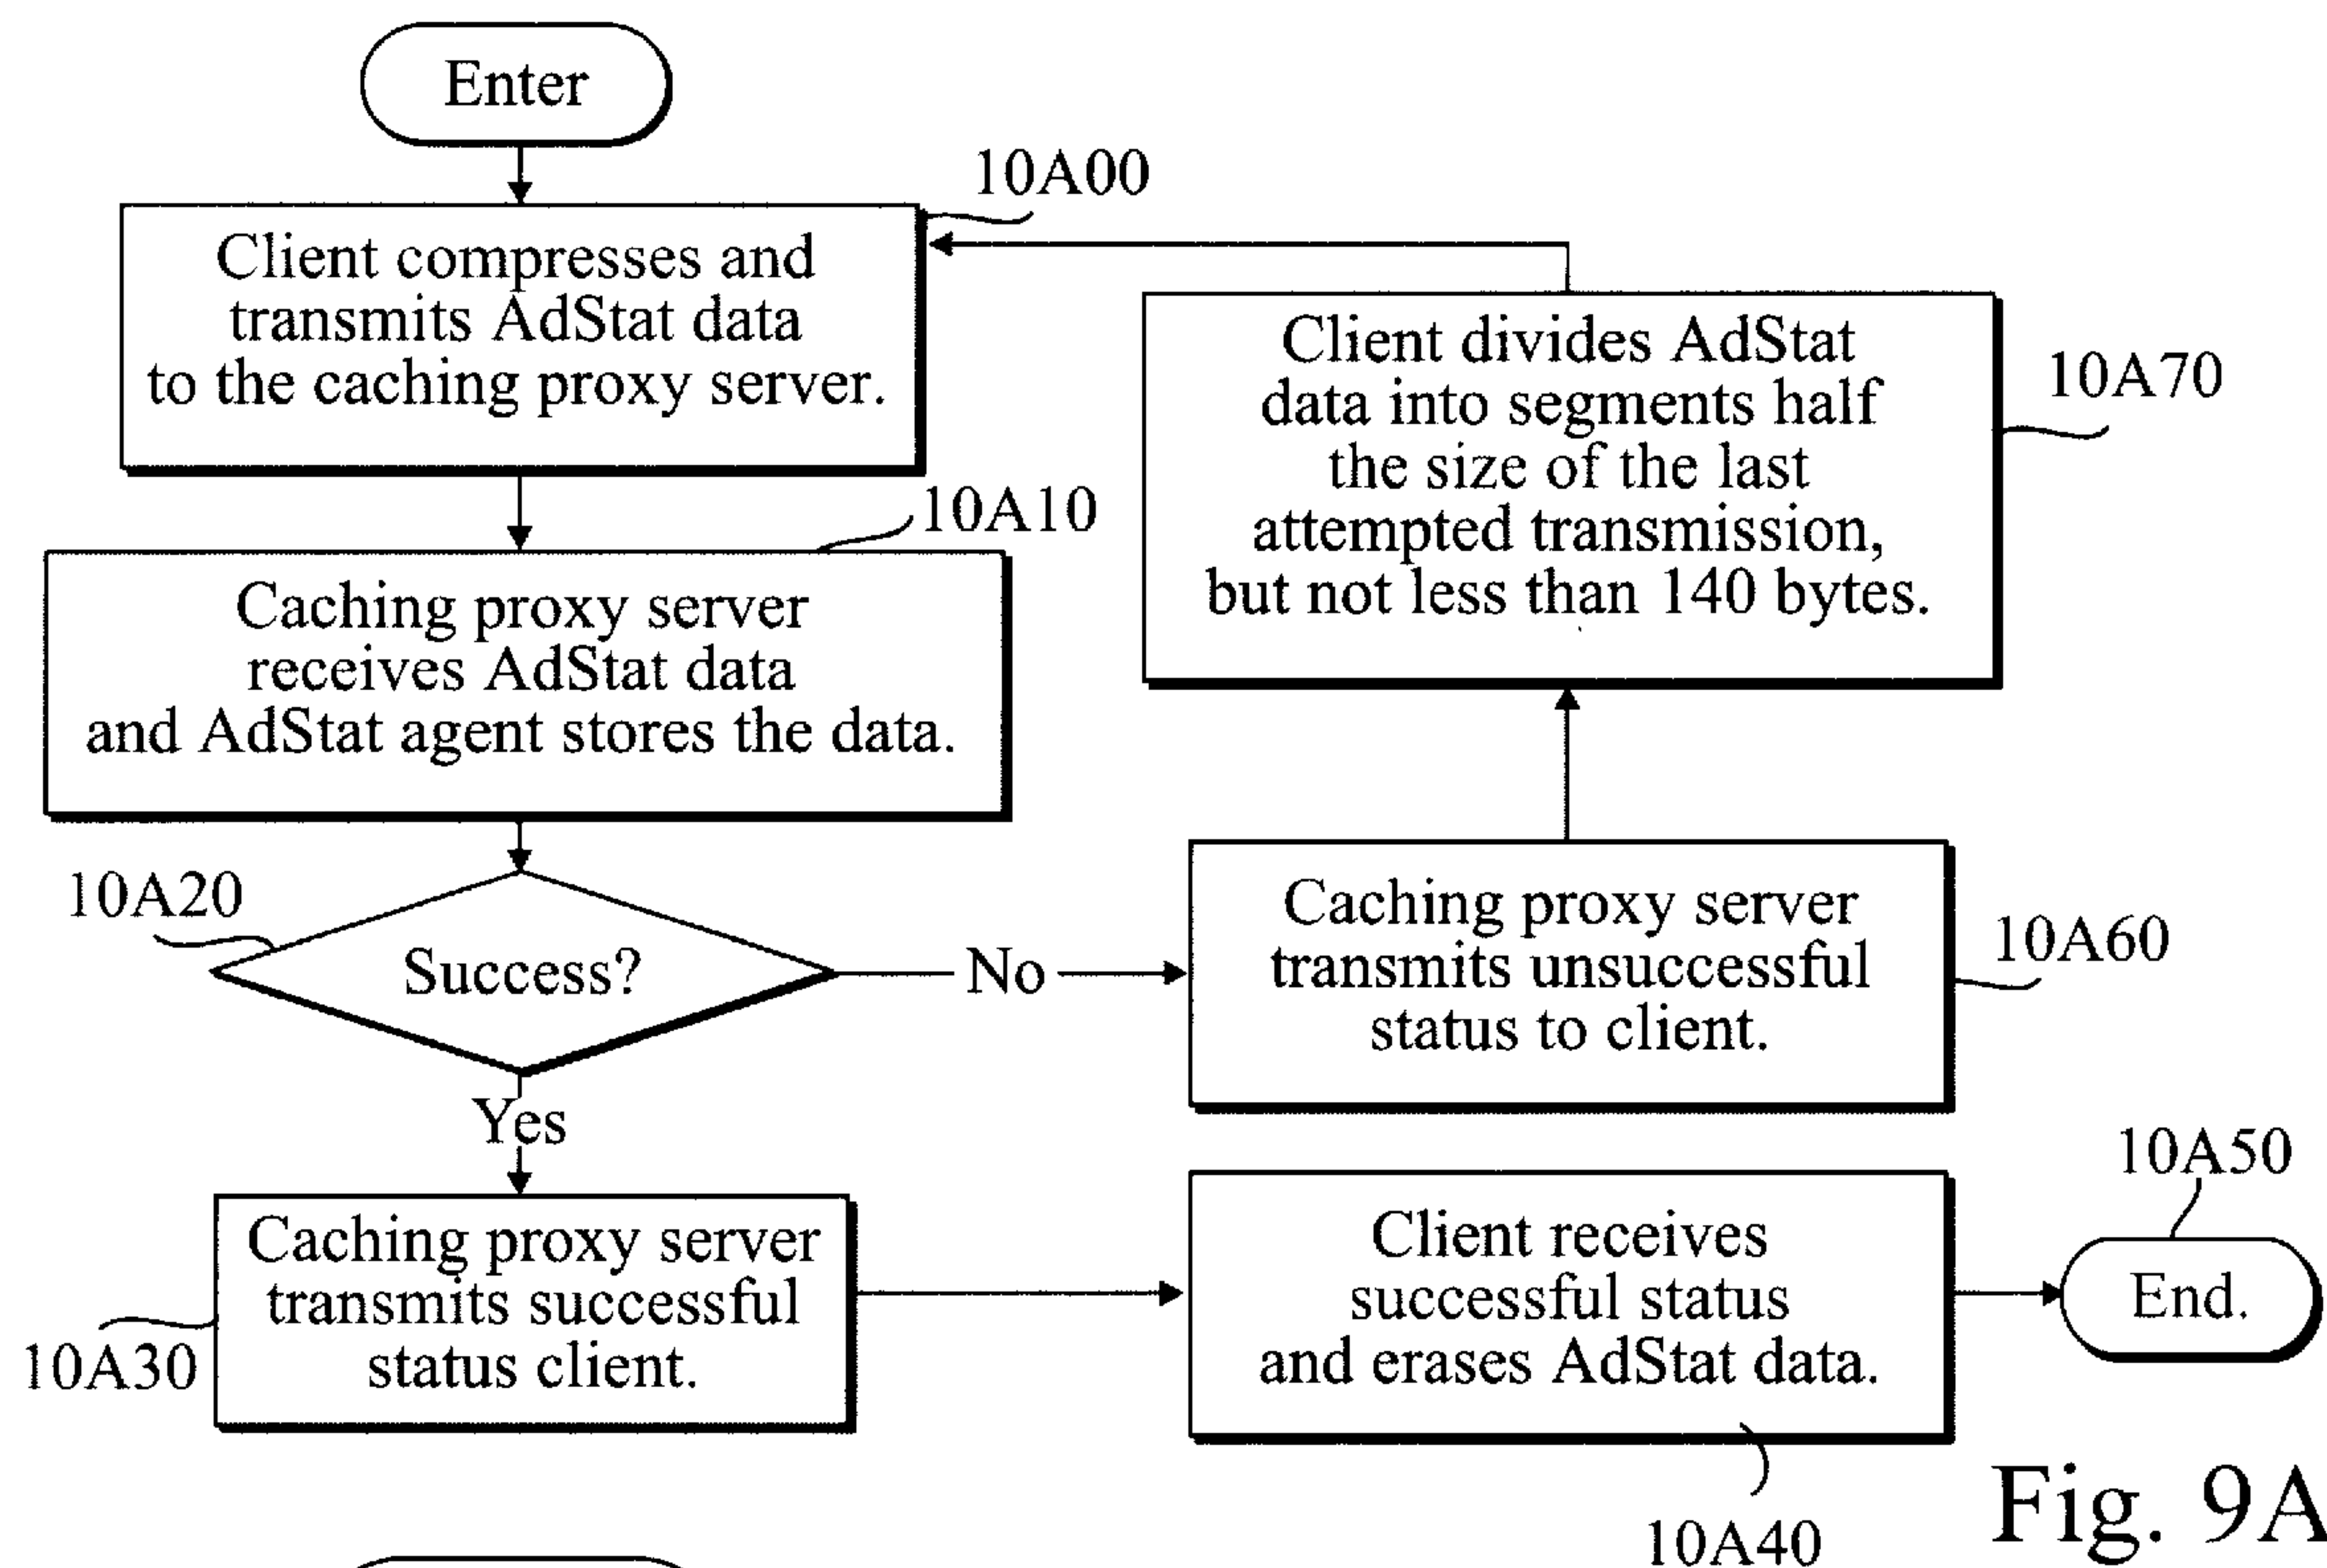 Enter
10A00
Client compresses and
transmits AdStat data
to the caching proxy server.
10A10
Caching proxy server
receives AdStat data
and AdStat agent stores the data.
10A20
Success?
No
Yes
Caching proxy server
transmits successful
status client.
10A30
Client divides AdStat
data into segments half
the size of the last
attempted transmission,
but not less than 140 bytes.
10A70
Caching proxy server
transmits unsuccessful
status to client.
10A60
Client receives
successful status
and erases AdStat data.
10A40
10A50
End.
Fig. 9A